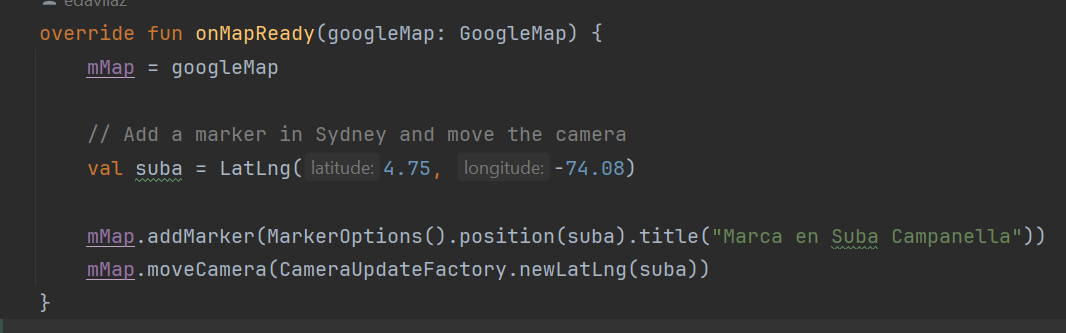 edavilaz
override fun onMapReady(googleMap: GoogleMap) {
mMap = googleMap
// Add a marker in Sydney and move the camera
val suba = LatLng( latitude: 4.75, longitude: -74.08)
mMap.addMarker(MarkerOptions().position(suba).title("Marca en Suba Campanella"))
mMap.moveCamera(CameraUpdateFactory.newLatLng(suba))
}